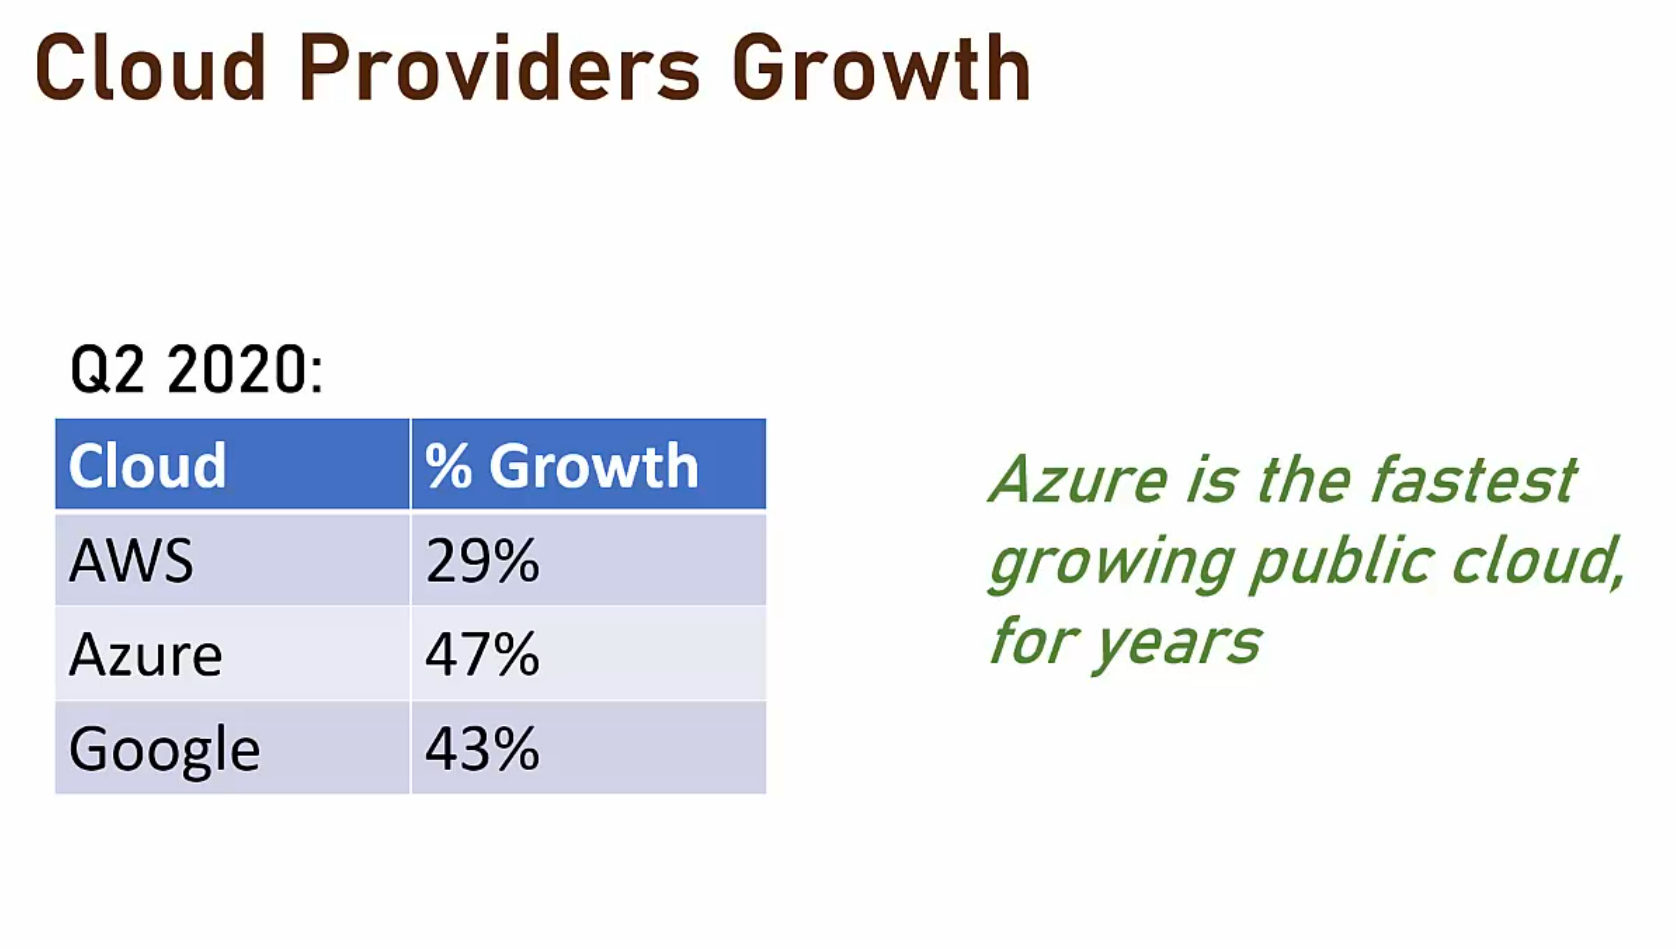 Cloud Providers Growth
Q2 2020:
Cloud % Growth
AWS 29%
Azure 47%
Google 43%
Azure is the fastest
growing public cloud,
for years